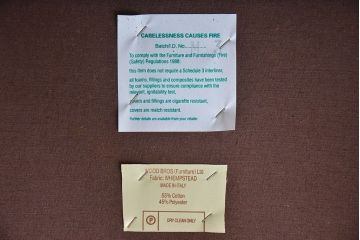 CARELESSNESS CAUSES FIRE
Batch/I.D. No.
To comply with the Furniture and Furnishings (Fire)
(Safety) Regulations 1988:
this item does not require a Schedule 3 interliner,
all foams, fillings and composites have been tested
by our suppliers to ensure compliance with the
relevant ignitability test,
covers and fillings are cigarette resistant,
covers are match resistant.
Further details are available from your retailer.
WOOD BROS (Furniture) Ltd
Fabric: WHEMPSTEAD
MADE IN ITALY
55% Cotton
45% Polyester
P
DRY CLEAN ONLY